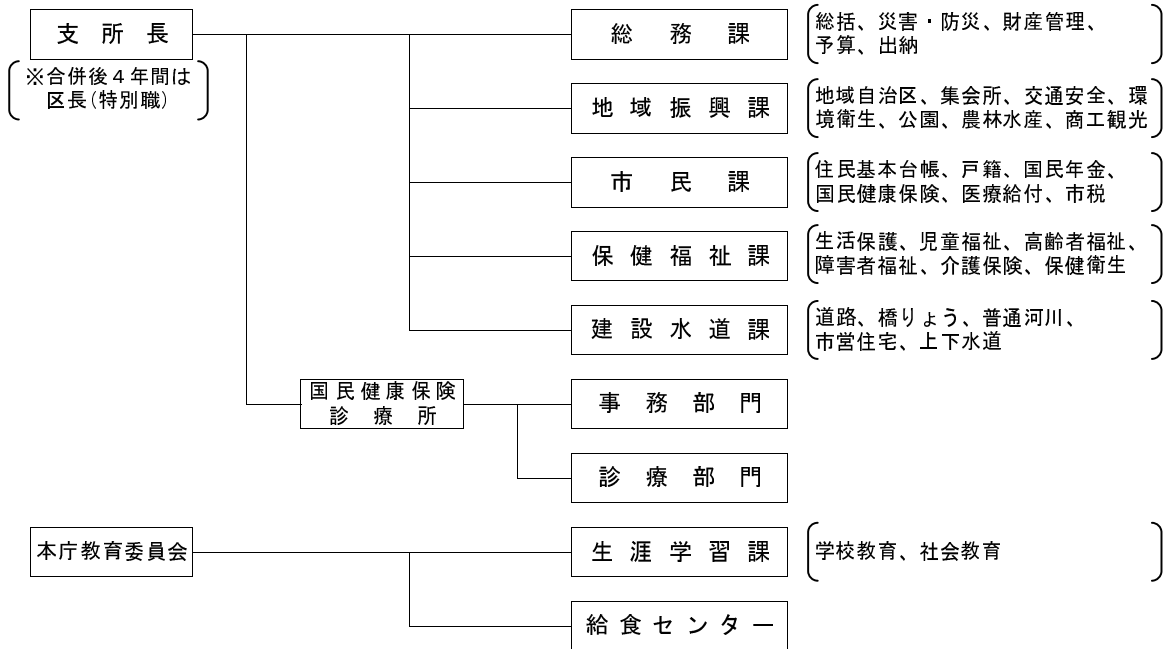 支所長
※合併後４年間は
区長(特別職)
総務課
総括、災害・防災、財産管理、
予算、出納
地域振興課
地域自治区、集会所、交通安全、環
境衛生、公園、農林水産、商工観光
市民課
住民基本台帳、戸籍、国民年金、
国民健康保険、医療給付、市税
保健福祉課
生活保護、児童福祉、高齢者福祉、
障害者福祉、介護保険、保健衛生
建設水道課
道路、橋りょう、普通河川、
市営住宅、上下水道
国民健康保険
診療所
事務部門
診療部門
本庁教育委員会
生涯学習課
学校教育、社会教育
給食センター